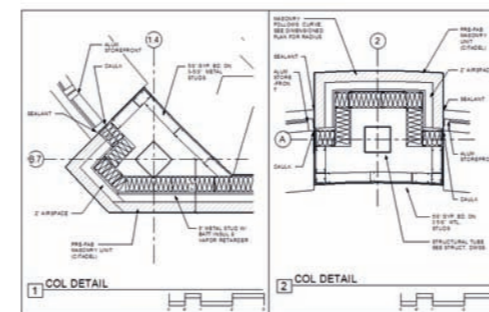 1.4
ALUM
STOREFRONT
CAULK
5/8" GYP. BD. ON
3-5/8" METAL
STUDS
SEALANT
8.7
2" AIRSPACE
PRE-FAB
MASONRY UNIT
(CITADEL)
6" METAL STUD W/
BATT INSUL &
VAPOR RETARDER
1 COL DETAIL
MASONRY
FOLLOWS CURVE,
SEE DIMENSIONED
PLAN FOR RADIUS
2
PRE-FAB
MASONRY
UNIT
(CITADEL)
SEALANT
ALUM
STORE
-FRON
T
2" AIRSPACE
SEALANT
A
ALUM
STOREFRO
CAULK
CAULK
5/8" GYP. BD. ON
3 5/8" MTL.
STUDS
STRUCTURAL TUBE
SEE STRUCT. DWGS.
2 COL DETAIL